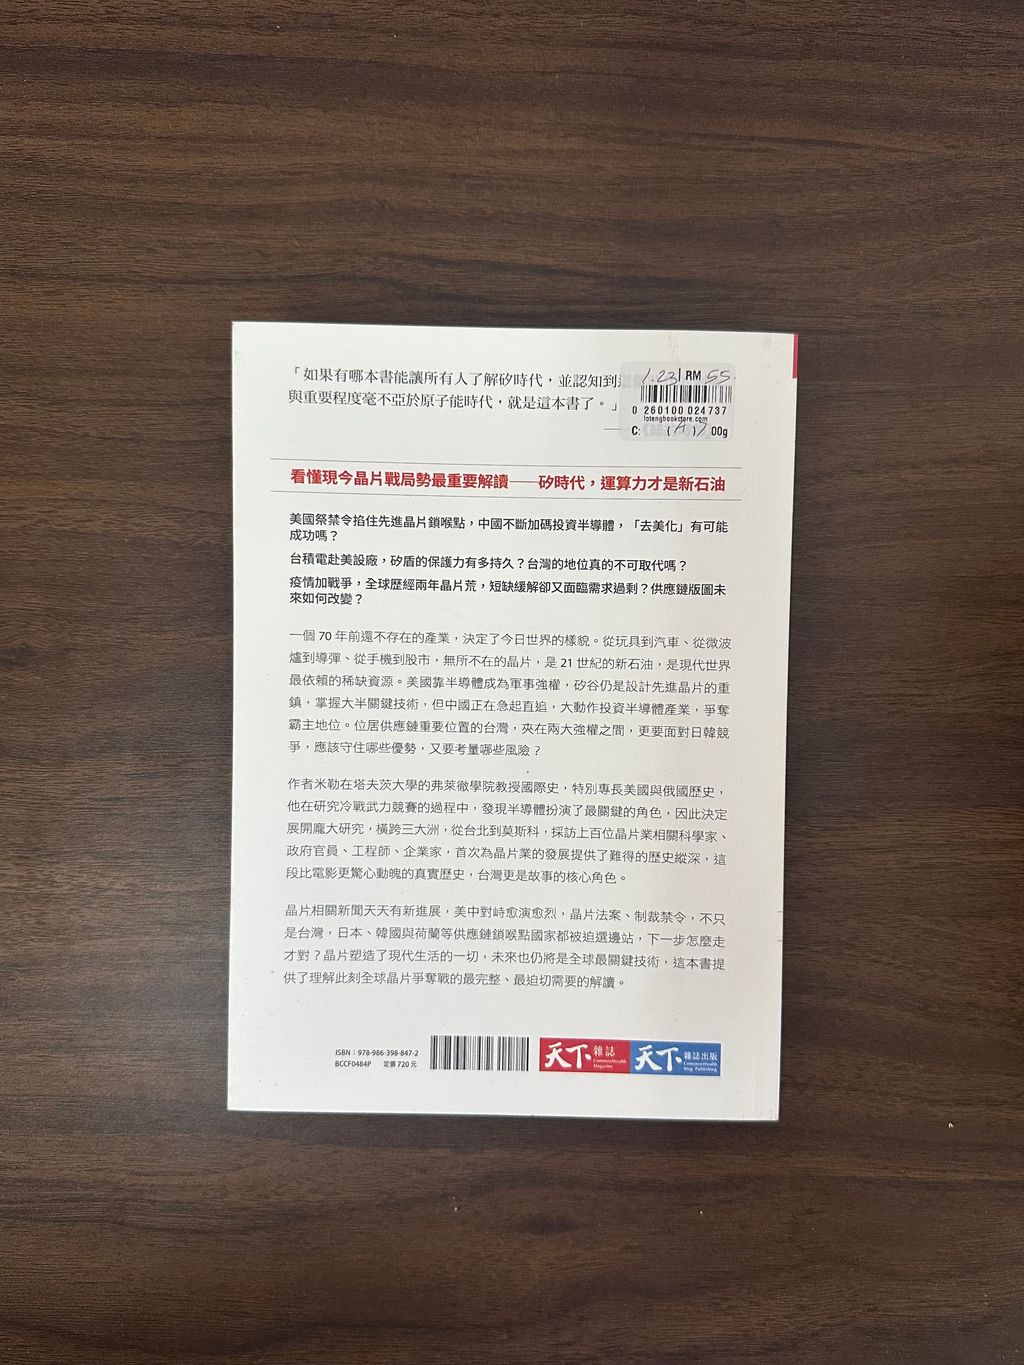 「如果有哪本書能讓所有人了解矽時代，並認知到
與重要程度毫不亞於原子能時代，就是這本書了。」
1.231 RM 55.
0 260100 024737
lotengbookstore.com
C: (A) 00g
看懂現今晶片戰局勢最重要解讀——矽時代，運算力才是新石油
美國祭禁令掐住先進晶片鎖喉點，中國不斷加碼投資半導體，「去美化」有可能
成功嗎？
台積電赴美設廠，矽盾的保護力有多持久？台灣的地位真的不可取代嗎？
疫情加戰爭，全球歷經兩年晶片荒，短缺緩解卻又面臨需求過剩？供應鏈版圖未
來如何改變？
一個 70 年前還不存在的產業，決定了今日世界的樣貌。從玩具到汽車、從微波
爐到導彈、從手機到股市，無所不在的晶片，是 21 世紀的新石油，是現代世界
最依賴的稀缺資源。美國靠半導體成為軍事強權，矽谷仍是設計先進晶片的重
鎮，掌握大半關鍵技術，但中國正在急起直追，大動作投資半導體產業，爭奪
霸主地位。位居供應鏈重要位置的台灣，夾在兩大強權之間，更要面對日韓競
爭，應該守住哪些優勢，又要考量哪些風險？
作者米勒在塔夫茨大學的弗萊徹學院教授國際史，特別專長美國與俄國歷史，
他在研究冷戰武力競賽的過程中，發現半導體扮演了最關鍵的角色，因此決定
展開龐大研究，橫跨三大洲，從台北到莫斯科，採訪上百位晶片業相關科學家、
政府官員、工程師、企業家，首次為晶片業的發展提供了難得的歷史縱深，這
段比電影更驚心動魄的真實歷史，台灣更是故事的核心角色。
晶片相關新聞天天有新進展，美中對峙愈演愈烈，晶片法案、制裁禁令，不只
是台灣，日本、韓國與荷蘭等供應鏈鎖喉點國家都被迫選邊站，下一步怎麼走
才對？晶片塑造了現代生活的一切，未來也仍將是全球最關鍵技術，這本書提
供了理解此刻全球晶片爭奪戰的最完整、最迫切需要的解讀。
ISBN：978-986-398-847-2
BCCF0484P 定價 720 元
天下 雜誌
CommonWealth
Magazine
天下 雜誌出版
CommonWealth
Mag. Publishing